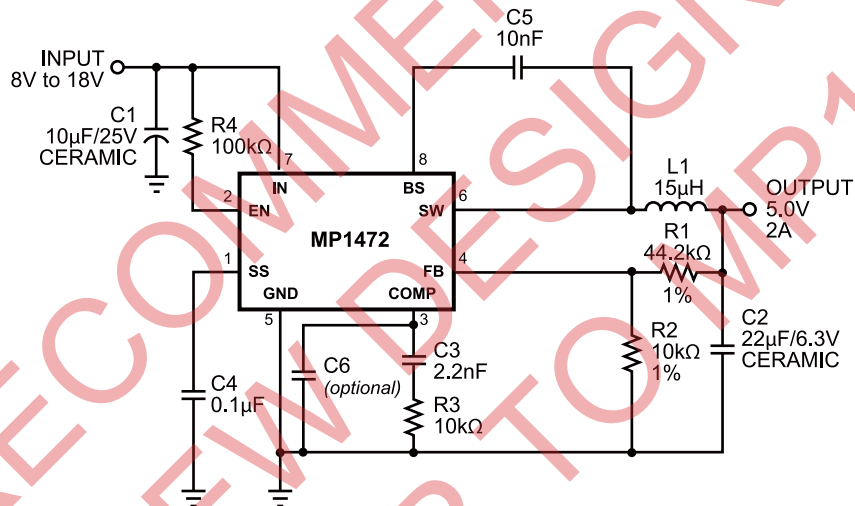 C5
10nF
INPUT
8V to 18V
C1
10µF/25V
CERAMIC
R4
100kΩ
7
8
IN
BS
L1
15µH
OUTPUT
5.0V
2A
2
EN
SW
6
MP1472
R1
44.2kΩ
1%
1
SS
FB
4
GND
COMP
5
3
C2
22µF/6.3V
CERAMIC
R2
10kΩ
1%
C6
(optional)
C3
2.2nF
C4
0.1µF
R3
10kΩ